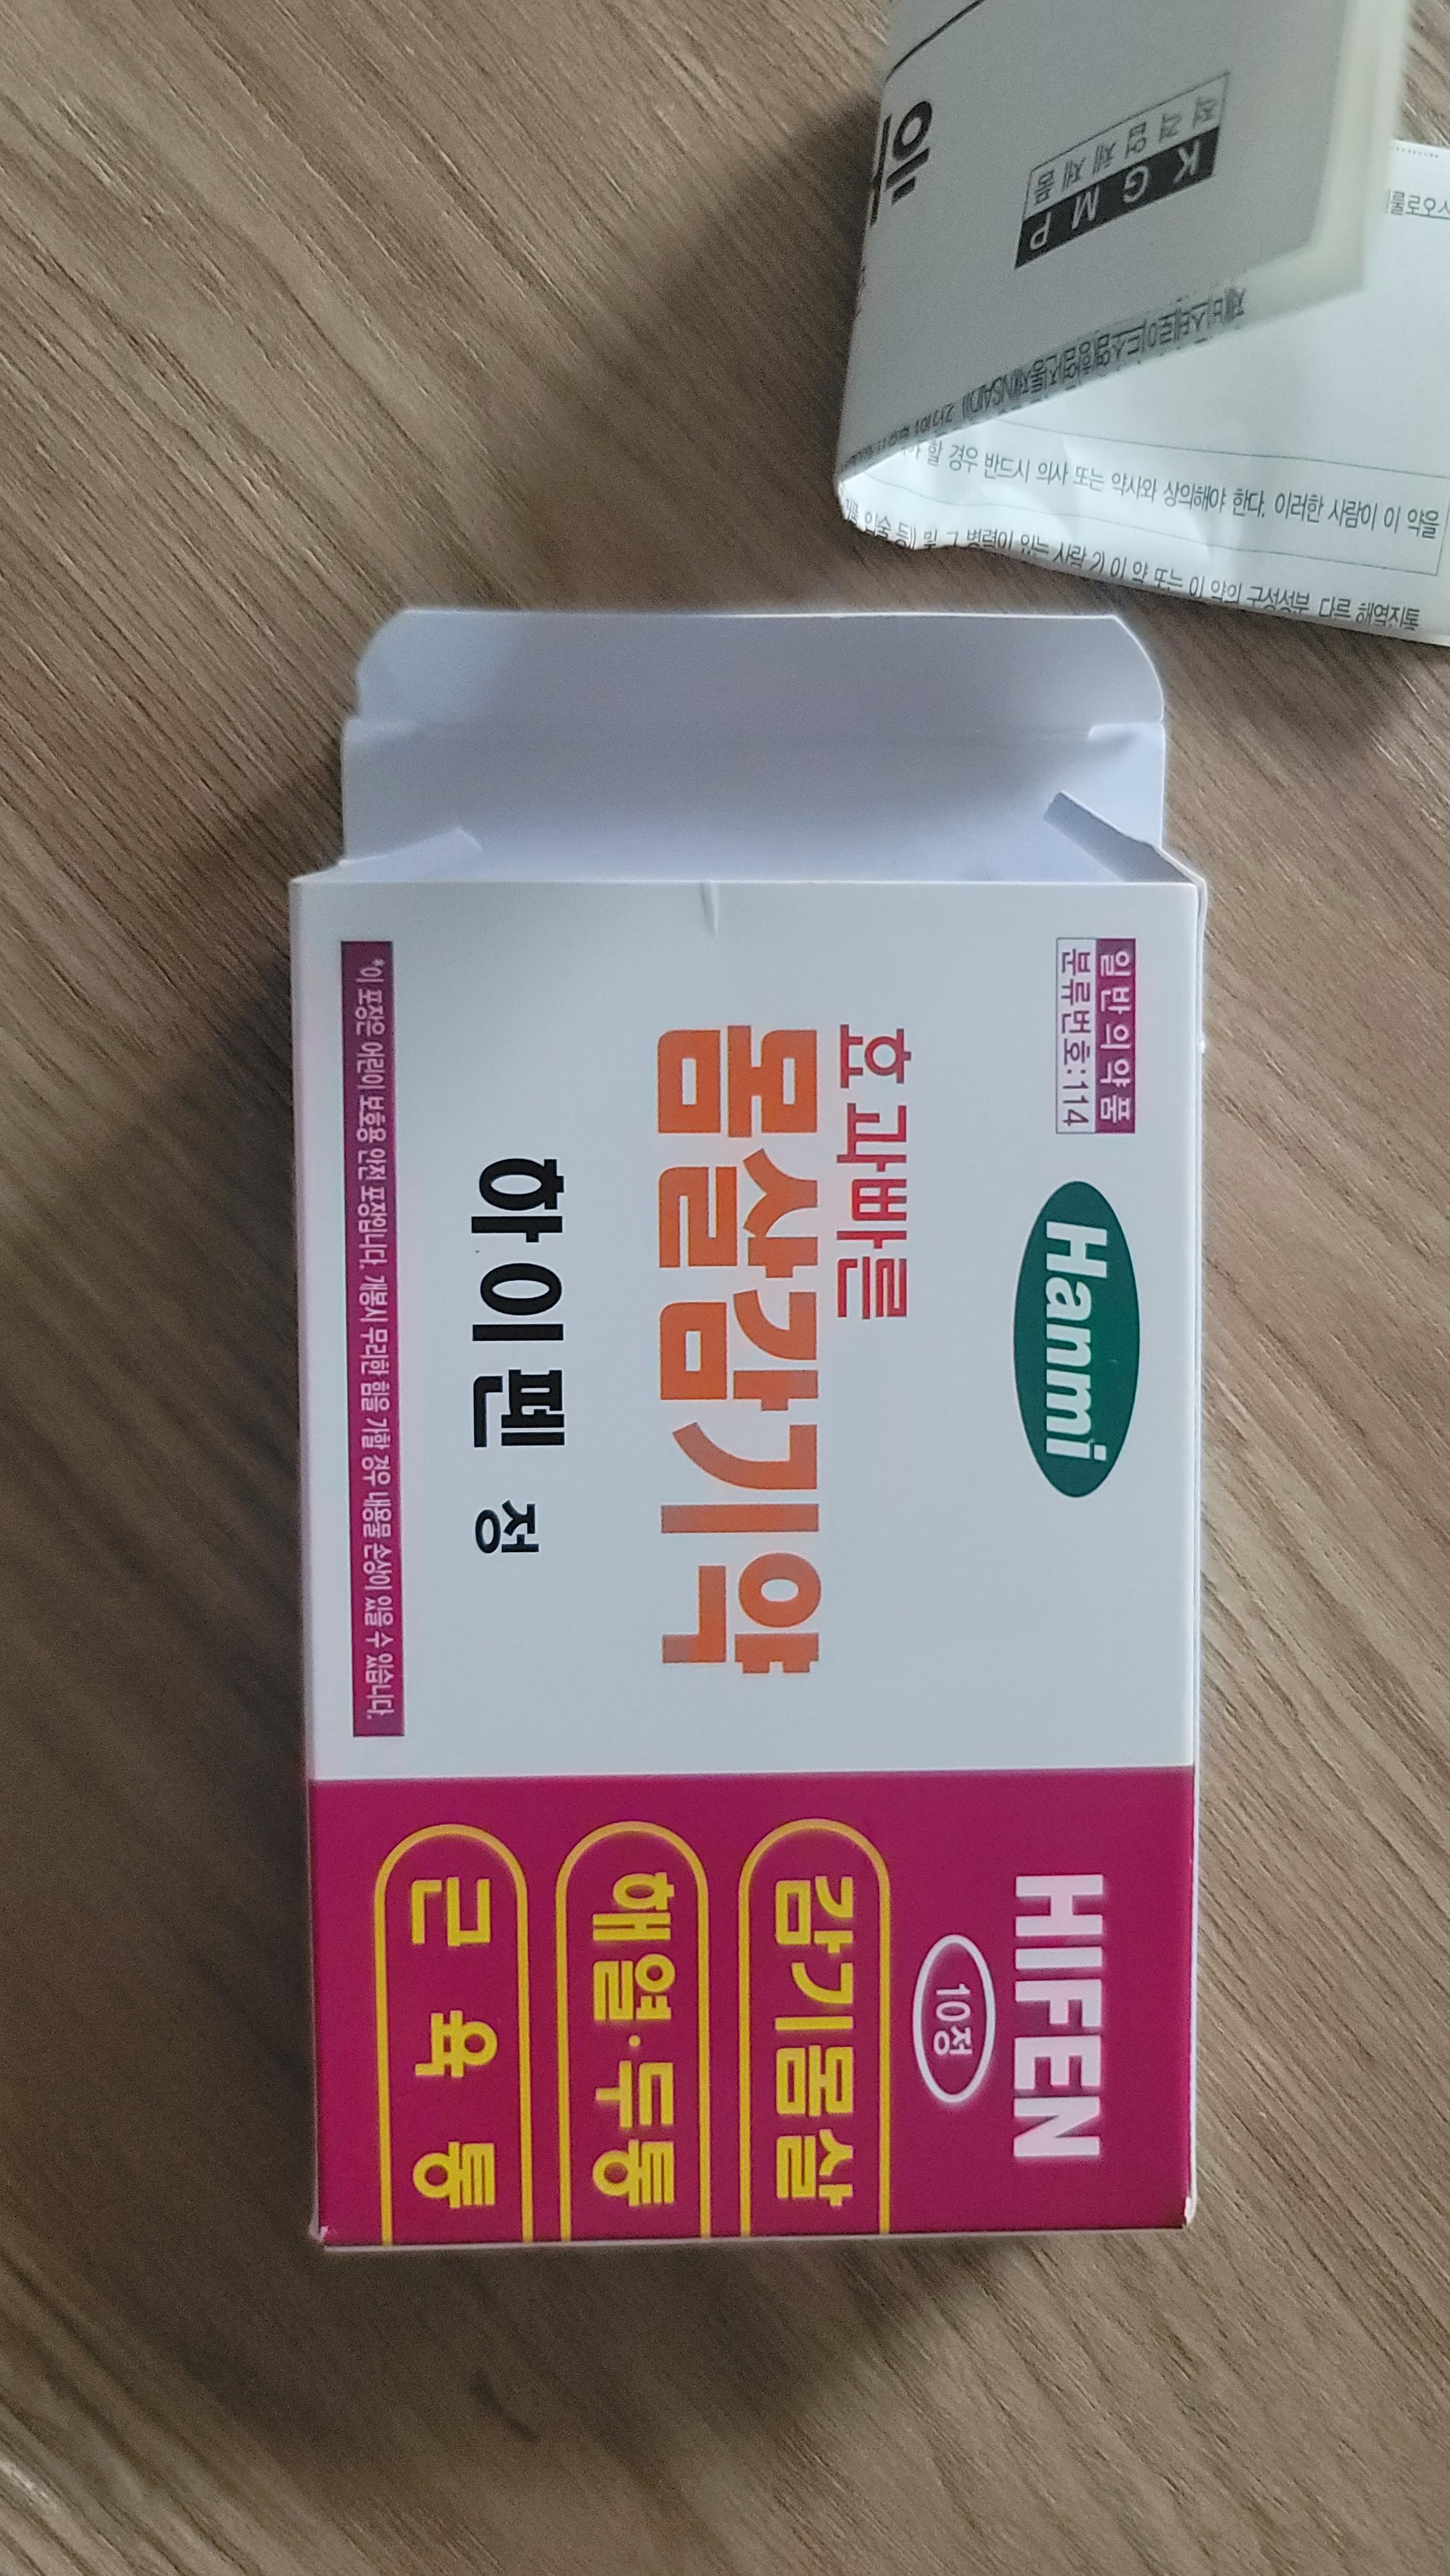 일반의약품
분류번호:114
Hanmi
효과빠른
몸살감기약
하이펜 정
*이 포장은 어린이 보호용 안전 포장입니다. 개봉시 무리한 힘을 가할 경우 내용물 손상이 있을 수 있습니다.
HIFEN
10정
감기몸살
해열·두통
근육통
KGMP
적격업체제품
할 경우 반드시 의사 또는 약사와 상의해야 한다. 이러한 사람이 이 약을
및 그 병력이 있는 사람 2) 이 약 또는 이 약의 구성성분, 다른 해열진통